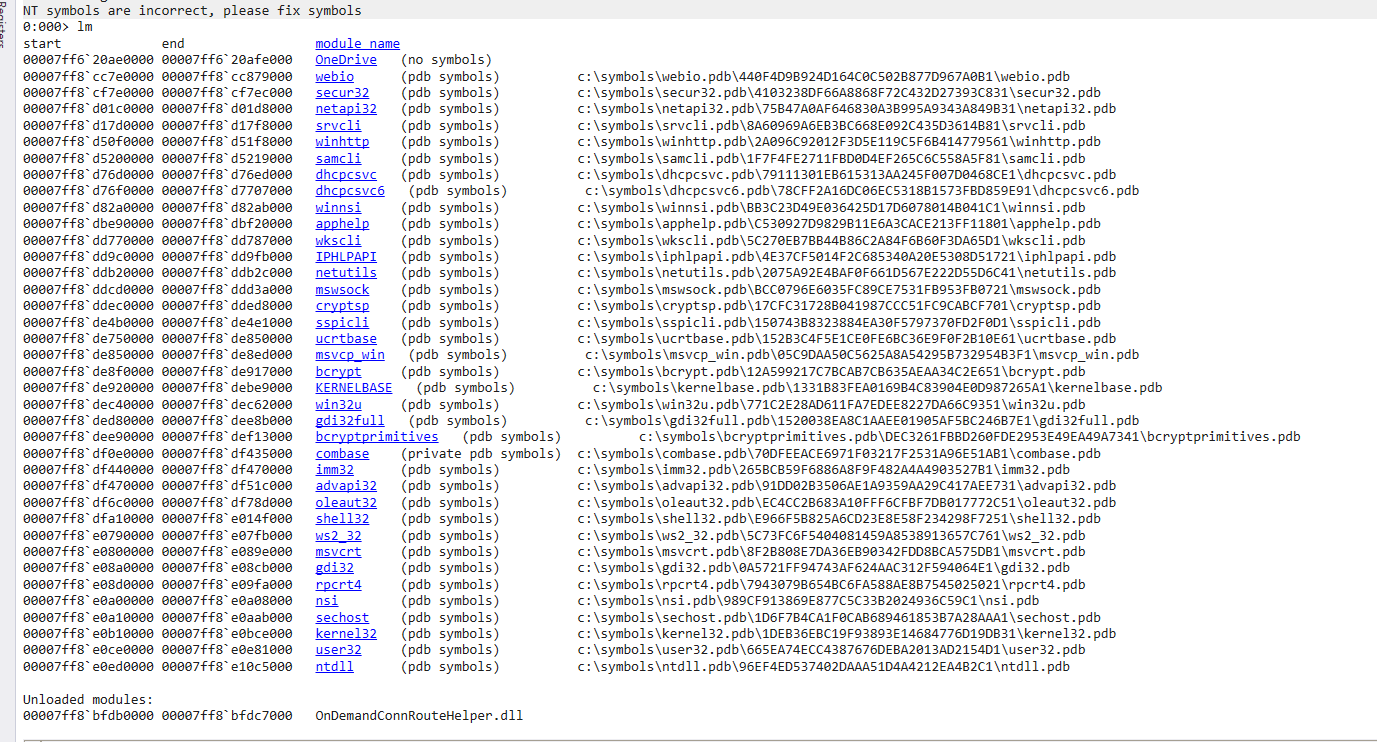 Registers
NT symbols are incorrect, please fix symbols
0:000> lm
start end module name
00007ff6`20ae0000 00007ff6`20afe000 OneDrive (no symbols)
00007ff8`cc7e0000 00007ff8`cc879000 webio (pdb symbols) c:\symbols\webio.pdb\440F4D9B924D164C0C502B877D967A0B1\webio.pdb
00007ff8`cf7e0000 00007ff8`cf7ec000 secur32 (pdb symbols) c:\symbols\secur32.pdb\4103238DF66A8868F72C432D27393C831\secur32.pdb
00007ff8`d01c0000 00007ff8`d01d8000 netapi32 (pdb symbols) c:\symbols\netapi32.pdb\75B47A0AF646830A3B995A9343A849B31\netapi32.pdb
00007ff8`d17d0000 00007ff8`d17f8000 srvcli (pdb symbols) c:\symbols\srvcli.pdb\8A60969A6EB3BC668E092C435D3614B81\srvcli.pdb
00007ff8`d50f0000 00007ff8`d51f8000 winhttp (pdb symbols) c:\symbols\winhttp.pdb\2A096C92012F3D5E119C5F6B414779561\winhttp.pdb
00007ff8`d5200000 00007ff8`d5219000 samcli (pdb symbols) c:\symbols\samcli.pdb\1F7F4FE2711FBD0D4EF265C6C558A5F81\samcli.pdb
00007ff8`d76d0000 00007ff8`d76ed000 dhcpcsvc (pdb symbols) c:\symbols\dhcpcsvc.pdb\79111301EB615313AA245F007D0468CE1\dhcpcsvc.pdb
00007ff8`d76f0000 00007ff8`d7707000 dhcpcsvc6 (pdb symbols) c:\symbols\dhcpcsvc6.pdb\78CFF2A16DC06EC5318B1573FBD859E91\dhcpcsvc6.pdb
00007ff8`d82a0000 00007ff8`d82ab000 winnsi (pdb symbols) c:\symbols\winnsi.pdb\BB3C23D49E036425D17D6078014B041C1\winnsi.pdb
00007ff8`dbe90000 00007ff8`dbf20000 apphelp (pdb symbols) c:\symbols\apphelp.pdb\C530927D9829B11E6A3CACE213FF11801\apphelp.pdb
00007ff8`dd770000 00007ff8`dd787000 wkscli (pdb symbols) c:\symbols\wkscli.pdb\5C270EB7BB44B86C2A84F6B60F3DA65D1\wkscli.pdb
00007ff8`dd9c0000 00007ff8`dd9fb000 IPHLPAPI (pdb symbols) c:\symbols\iphlpapi.pdb\4E37CF5014F2C685340A20E5308D51721\iphlpapi.pdb
00007ff8`ddb20000 00007ff8`ddb2c000 netutils (pdb symbols) c:\symbols\netutils.pdb\2075A92E4BAF0F661D567E222D55D6C41\netutils.pdb
00007ff8`ddcd0000 00007ff8`ddd3a000 mswsock (pdb symbols) c:\symbols\mswsock.pdb\BCC0796E6035FC89CE7531FB953FB0721\mswsock.pdb
00007ff8`ddec0000 00007ff8`dded8000 cryptsp (pdb symbols) c:\symbols\cryptsp.pdb\17CFC31728B041987CCC51FC9CABCF701\cryptsp.pdb
00007ff8`de4b0000 00007ff8`de4e1000 sspicli (pdb symbols) c:\symbols\sspicli.pdb\150743B8323884EA30F5797370FD2F0D1\sspicli.pdb
00007ff8`de750000 00007ff8`de850000 ucrtbase (pdb symbols) c:\symbols\ucrtbase.pdb\152B3C4F5E1CE0FE6BC36E9F0F2B10E61\ucrtbase.pdb
00007ff8`de850000 00007ff8`de8ed000 msvcp_win (pdb symbols) c:\symbols\msvcp_win.pdb\05C9DAA50C5625A8A54295B732954B3F1\msvcp_win.pdb
00007ff8`de8f0000 00007ff8`de917000 bcrypt (pdb symbols) c:\symbols\bcrypt.pdb\12A599217C7BCAB7CB635AEAA34C2E651\bcrypt.pdb
00007ff8`de920000 00007ff8`debe9000 KERNELBASE (pdb symbols) c:\symbols\kernelbase.pdb\1331B83FEA0169B4C83904E0D987265A1\kernelbase.pdb
00007ff8`dec40000 00007ff8`dec62000 win32u (pdb symbols) c:\symbols\win32u.pdb\771C2E28AD611FA7EDEE8227DA66C9351\win32u.pdb
00007ff8`ded80000 00007ff8`dee8b000 gdi32full (pdb symbols) c:\symbols\gdi32full.pdb\1520038EA8C1AAEE01905AF5BC246B7E1\gdi32full.pdb
00007ff8`dee90000 00007ff8`def13000 bcryptprimitives (pdb symbols) c:\symbols\bcryptprimitives.pdb\DEC3261FBBD260FDE2953E49EA49A7341\bcryptprimitives.pdb
00007ff8`df0e0000 00007ff8`df435000 combase (private pdb symbols) c:\symbols\combase.pdb\70DFEEACE6971F03217F2531A96E51AB1\combase.pdb
00007ff8`df440000 00007ff8`df470000 imm32 (pdb symbols) c:\symbols\imm32.pdb\265BCB59F6886A8F9F482A4A4903527B1\imm32.pdb
00007ff8`df470000 00007ff8`df51c000 advapi32 (pdb symbols) c:\symbols\advapi32.pdb\91DD02B3506AE1A9359AA29C417AEE731\advapi32.pdb
00007ff8`df6c0000 00007ff8`df78d000 oleaut32 (pdb symbols) c:\symbols\oleaut32.pdb\EC4CC2B683A10FFF6CFBF7DB017772C51\oleaut32.pdb
00007ff8`dfa10000 00007ff8`e014f000 shell32 (pdb symbols) c:\symbols\shell32.pdb\E966F5B825A6CD23E8E58F234298F7251\shell32.pdb
00007ff8`e0790000 00007ff8`e07fb000 ws2_32 (pdb symbols) c:\symbols\ws2_32.pdb\5C73FC6F5404081459A8538913657C761\ws2_32.pdb
00007ff8`e0800000 00007ff8`e089e000 msvcrt (pdb symbols) c:\symbols\msvcrt.pdb\8F2B808E7DA36EB90342FDD8BCA575DB1\msvcrt.pdb
00007ff8`e08a0000 00007ff8`e08cb000 gdi32 (pdb symbols) c:\symbols\gdi32.pdb\0A5721FF94743AF624AAC312F594064E1\gdi32.pdb
00007ff8`e08d0000 00007ff8`e09fa000 rpcrt4 (pdb symbols) c:\symbols\rpcrt4.pdb\7943079B654BC6FA588AE8B7545025021\rpcrt4.pdb
00007ff8`e0a00000 00007ff8`e0a08000 nsi (pdb symbols) c:\symbols\nsi.pdb\989CF913869E877C5C33B2024936C59C1\nsi.pdb
00007ff8`e0a10000 00007ff8`e0aab000 sechost (pdb symbols) c:\symbols\sechost.pdb\1D6F7B4CA1F0CAB689461853B7A28AAA1\sechost.pdb
00007ff8`e0b10000 00007ff8`e0bce000 kernel32 (pdb symbols) c:\symbols\kernel32.pdb\1DEB36EBC19F93893E14684776D19DB31\kernel32.pdb
00007ff8`e0ce0000 00007ff8`e0e81000 user32 (pdb symbols) c:\symbols\user32.pdb\665EA74ECC4387676DEBA2013AD2154D1\user32.pdb
00007ff8`e0ed0000 00007ff8`e10c5000 ntdll (pdb symbols) c:\symbols\ntdll.pdb\96EF4ED537402DAAA51D4A4212EA4B2C1\ntdll.pdb
Unloaded modules:
00007ff8`bfdb0000 00007ff8`bfdc7000 OnDemandConnRouteHelper.dll